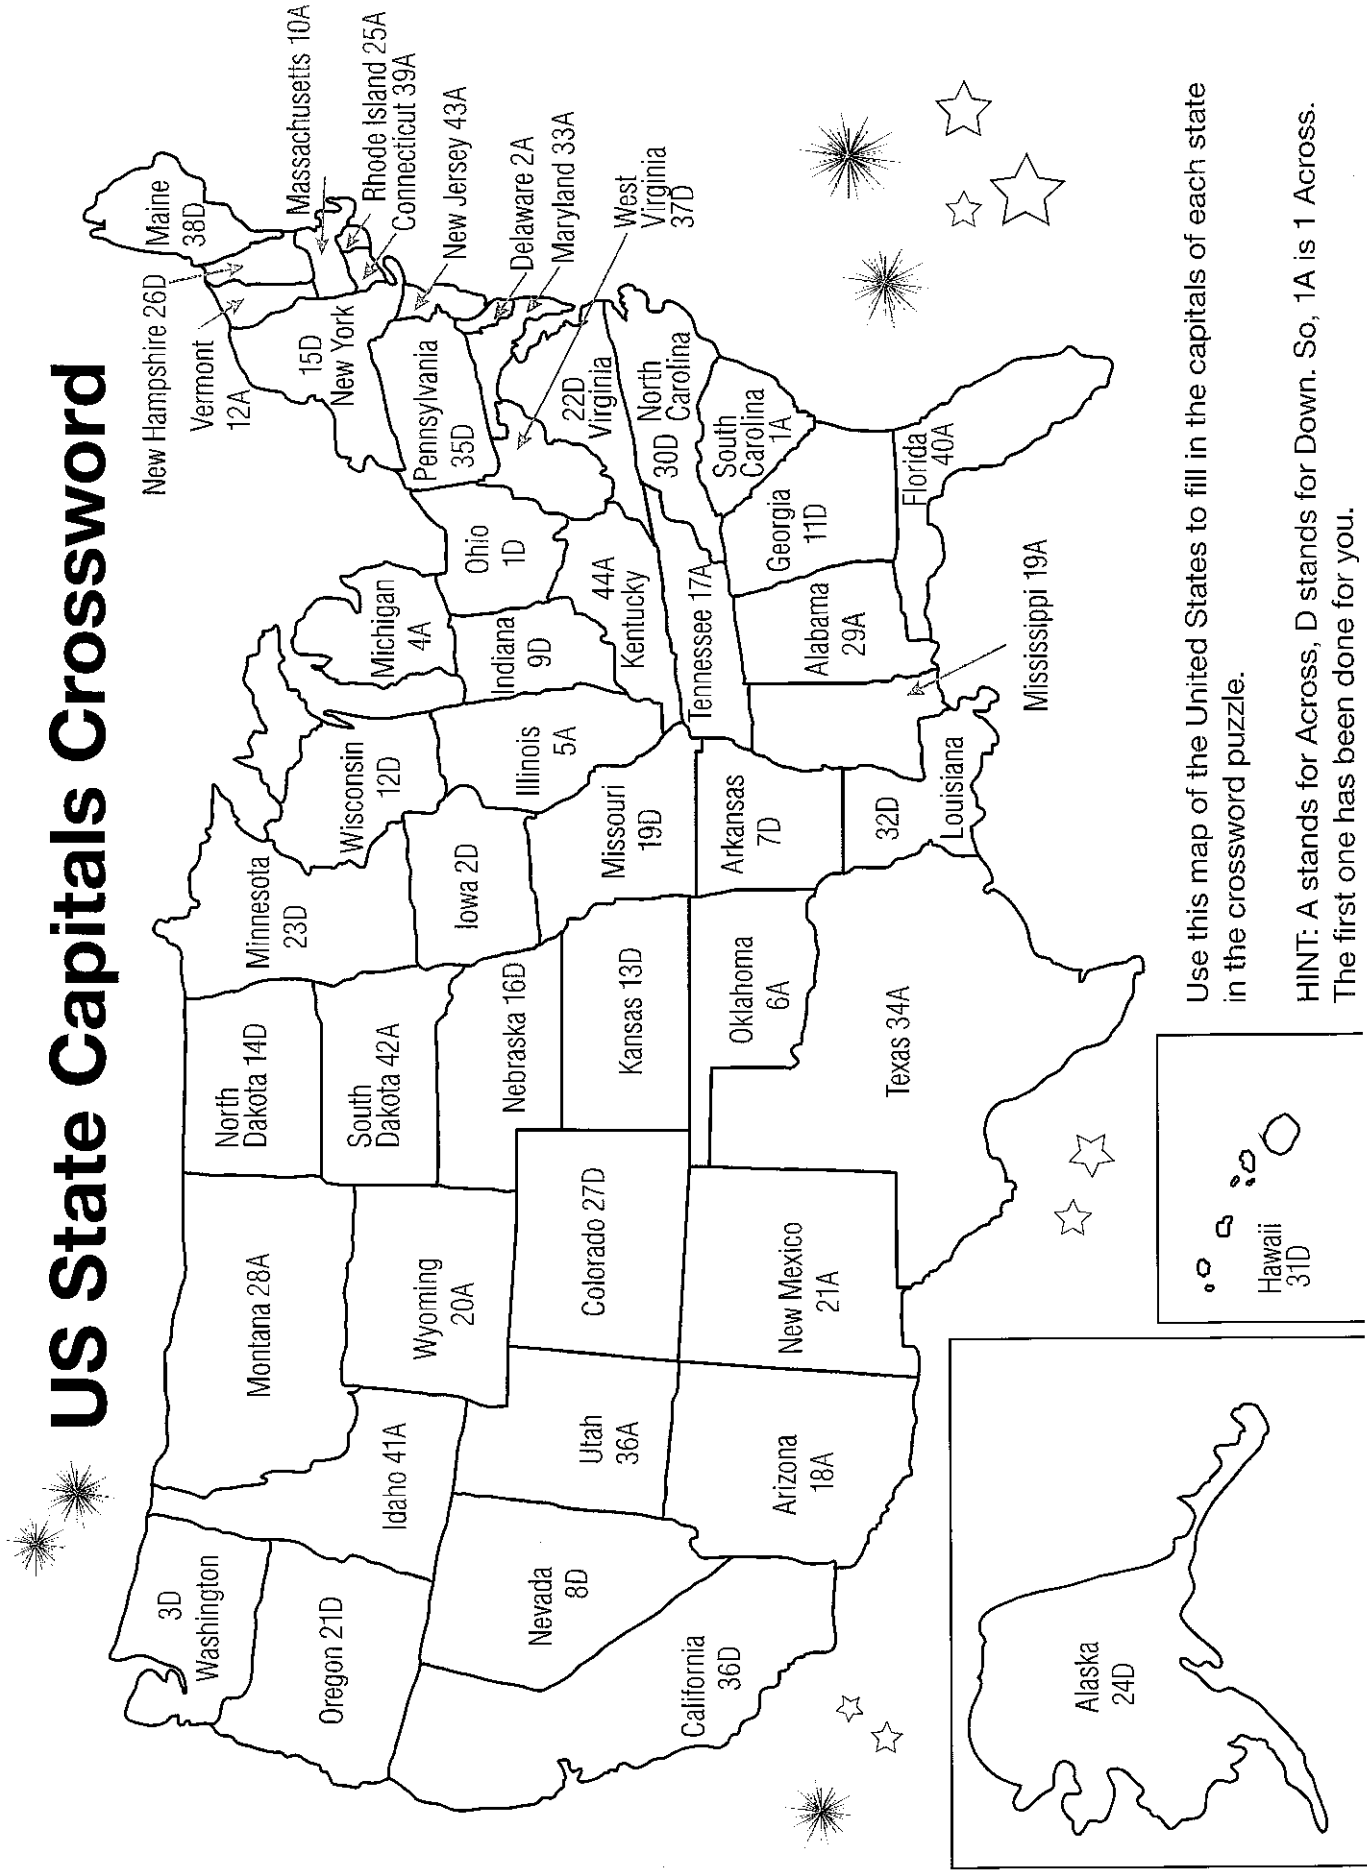 US State Capitals Crossword
New Hampshire 26D
Vermont
12A
Maine
38D
Massachusetts 10A
Rhode Island 25A
Connecticut 39A
New Jersey 43A
Delaware 2A
Maryland 33A
West
Virginia
37D
3D
Washington
Montana 28A
North
Dakota 14D
Minnesota
23D
Wisconsin
12D
Michigan
4A
15D
New York
Oregon 21D
Idaho 41A
Wyoming
20A
South
Dakota 42A
Iowa 2D
Illinois
5A
Indiana
9D
Ohio
1D
Pennsylvania
35D
Nevada
8D
Utah
36A
Colorado 27D
Nebraska 16D
Kansas 13D
Missouri
19D
44A
Kentucky
22D
Virginia
California
36D
Arizona
18A
New Mexico
21A
Oklahoma
6A
Arkansas
7D
Tennessee 17A
30D
North
Carolina
South
Carolina
1A
Texas 34A
32D
Louisiana
Alabama
29A
Georgia
11D
Florida
40A
Mississippi 19A
Alaska
24D
Hawaii
31D
Use this map of the United States to fill in the capitals of each state
in the crossword puzzle.
HINT: A stands for Across, D stands for Down. So, 1A is 1 Across.
The first one has been done for you.